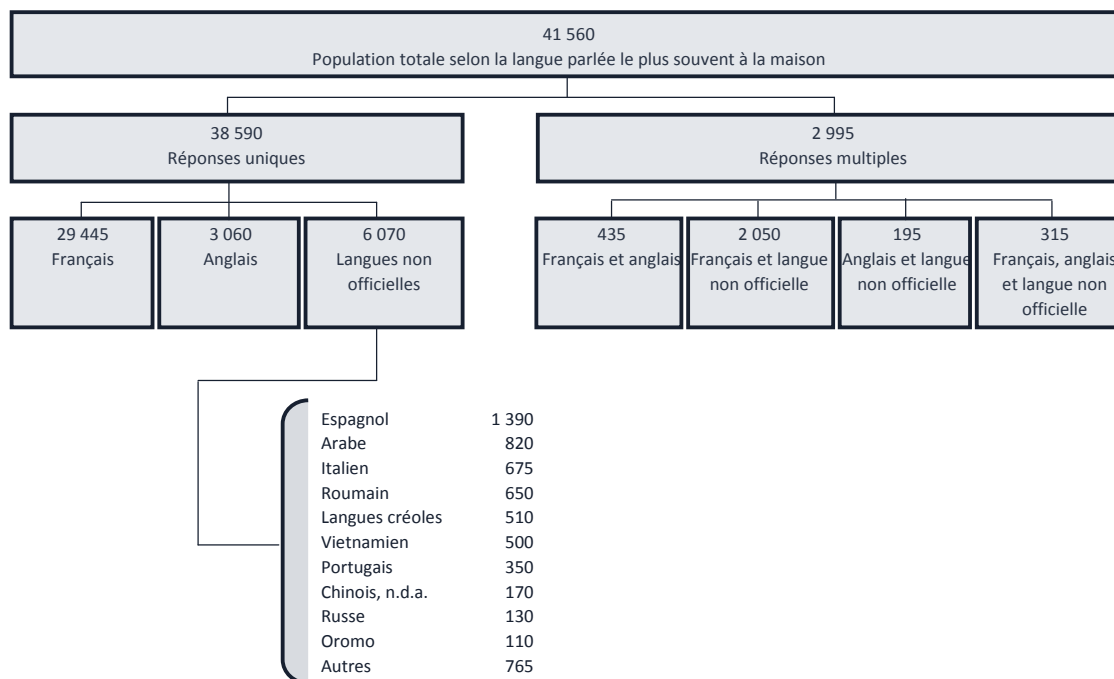 41 560
Population totale selon la langue parlée le plus souvent à la maison
38 590
Réponses uniques
2 995
Réponses multiples
29 445
Français
3 060
Anglais
6 070
Langues non
officielles
435
Français et anglais
2 050
Français et langue
non officielle
195
Anglais et langue
non officielle
315
Français, anglais
et langue non
officielle
Espagnol 1 390
Arabe 820
Italien 675
Roumain 650
Langues créoles 510
Vietnamien 500
Portugais 350
Chinois, n.d.a. 170
Russe 130
Oromo 110
Autres 765